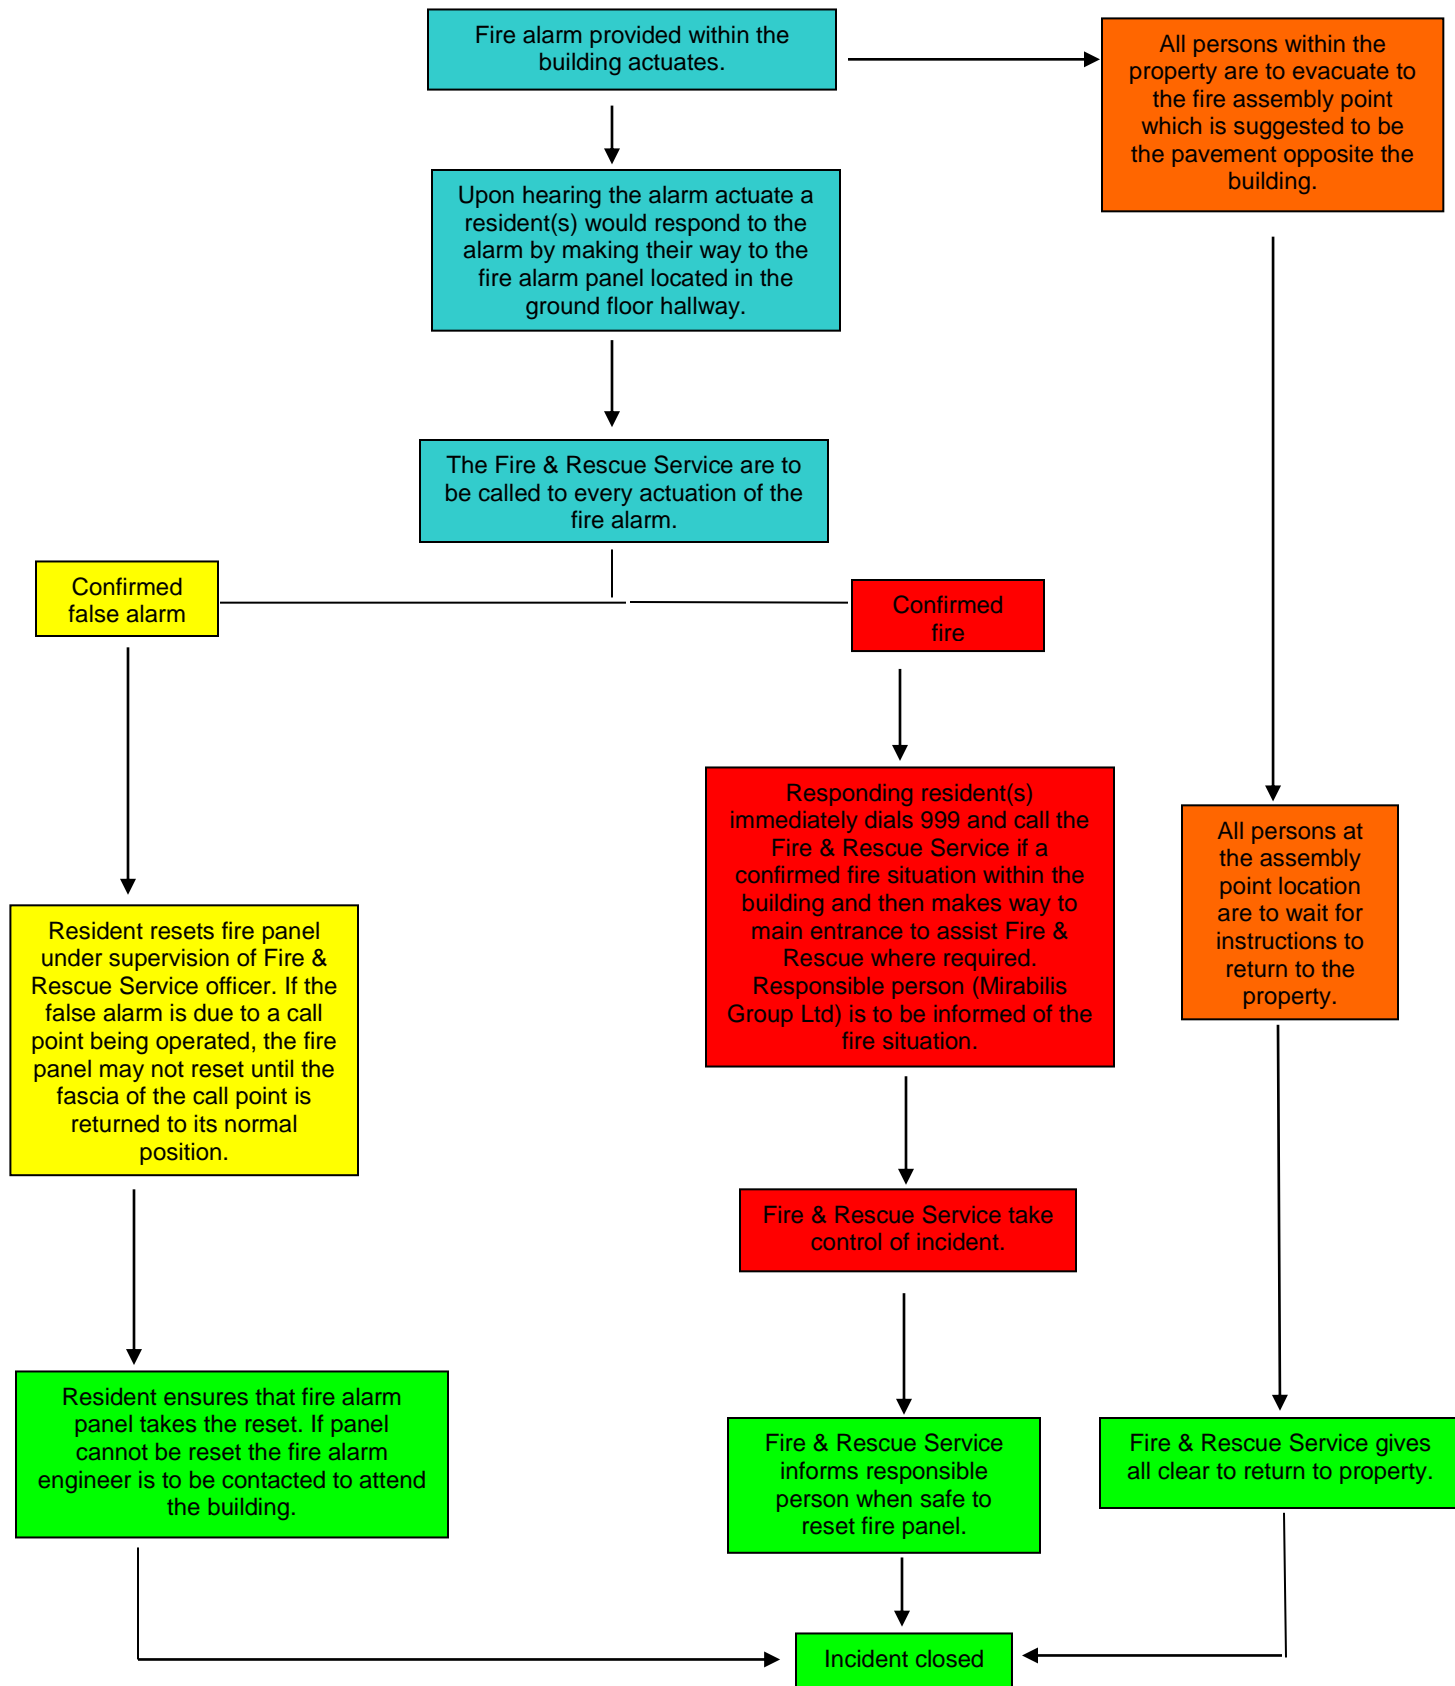 Fire alarm provided within the
building actuates.
All persons within the
property are to evacuate to
the fire assembly point
which is suggested to be
the pavement opposite the
building.
Upon hearing the alarm actuate a
resident(s) would respond to the
alarm by making their way to the
fire alarm panel located in the
ground floor hallway.
The Fire & Rescue Service are to
be called to every actuation of the
fire alarm.
Confirmed
false alarm
Confirmed
fire
Responding resident(s)
immediately dials 999 and call the
Fire & Rescue Service if a
confirmed fire situation within the
building and then makes way to
main entrance to assist Fire &
Rescue where required.
Responsible person (Mirabilis
Group Ltd) is to be informed of the
fire situation.
All persons at
the assembly
point location
are to wait for
instructions to
return to the
property.
Resident resets fire panel
under supervision of Fire &
Rescue Service officer. If the
false alarm is due to a call
point being operated, the fire
panel may not reset until the
fascia of the call point is
returned to its normal
position.
Fire & Rescue Service take
control of incident.
Resident ensures that fire alarm
panel takes the reset. If panel
cannot be reset the fire alarm
engineer is to be contacted to attend
the building.
Fire & Rescue Service
informs responsible
person when safe to
reset fire panel.
Fire & Rescue Service gives
all clear to return to property.
Incident closed